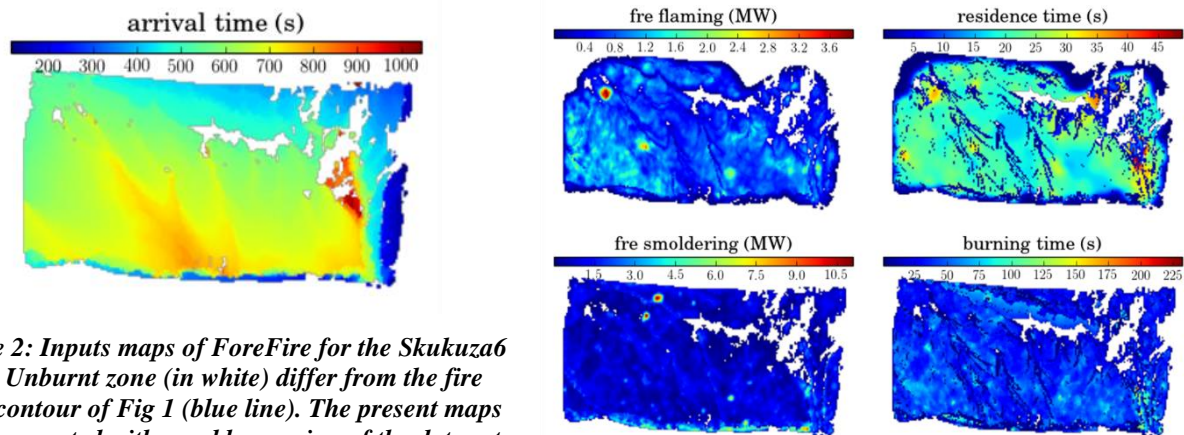 arrival time (s)
200 300 400 500 600 700 800 900 1000
fre flaming (MW)
0.4 0.8 1.2 1.6 2.0 2.4 2.8 3.2 3.6
residence time (s)
5 10 15 20 25 30 35 40 45
fre smoldering (MW)
1.5 3.0 4.5 6.0 7.5 9.0 10.5
burning time (s)
25 50 75 100 125 150 175 200 225
2: Inputs maps of ForeFire for the Skukuza6
Unburnt zone (in white) differ from the fire
contour of Fig 1 (blue line). The present maps